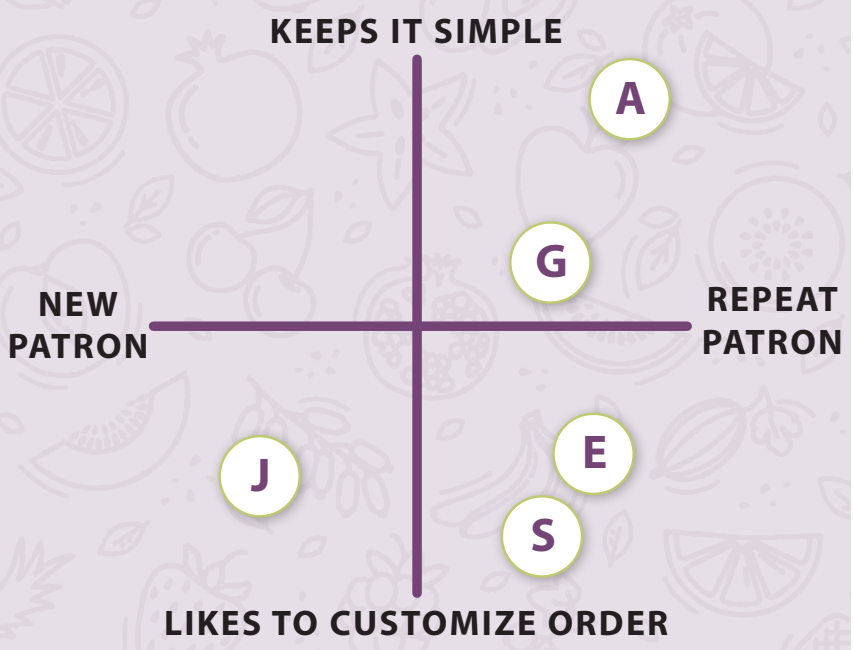 KEEPS IT SIMPLE
A
G
NEW
PATRON
REPEAT
PATRON
J
E
S
LIKES TO CUSTOMIZE ORDER